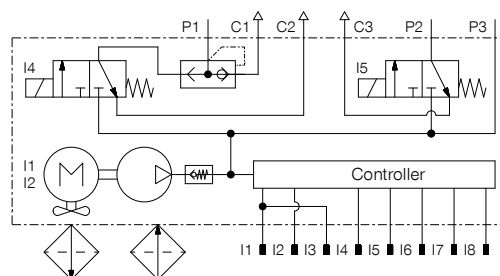 P1 C1 C2 C3 P2 P3
I4 I5
I1 M
I2
Controller
I1 I2 I3 I4 I5 I6 I7 I8